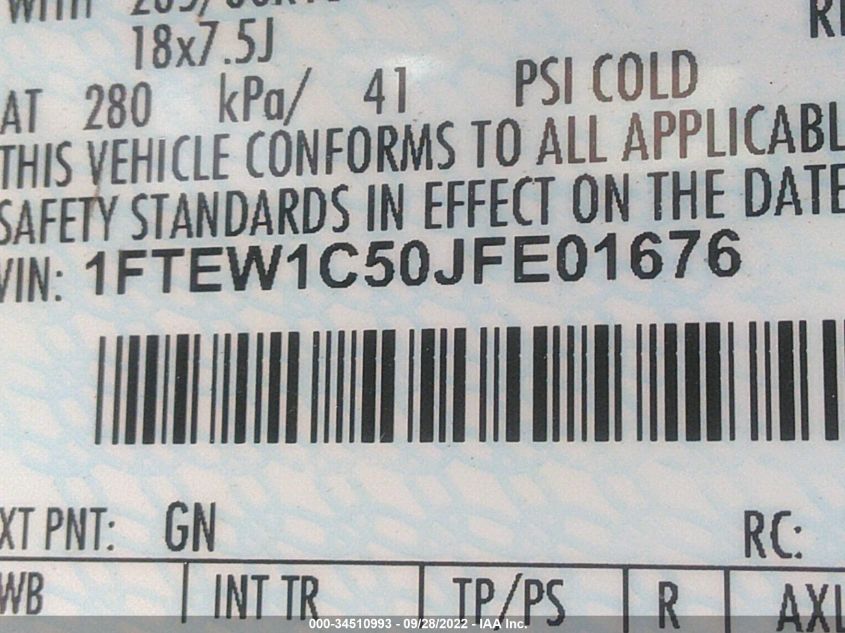 WITH
18x7.5J
AT 280 kPa/ 41 PSI COLD
THIS VEHICLE CONFORMS TO ALL APPLICABL
SAFETY STANDARDS IN EFFECT ON THE DATE
VIN: 1FTEW1C50JFE01676
XT PNT: GN RC:
WB INT TR TP/PS R AXL
000-34510993 - 09/28/2022 - IAA Inc.